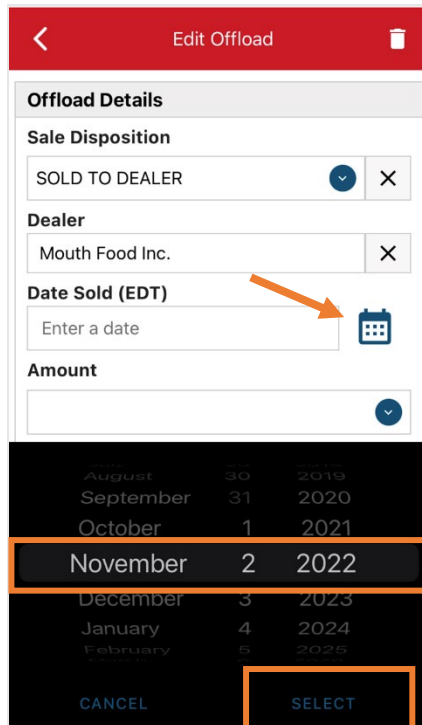 Edit Offload
Offload Details
Sale Disposition
SOLD TO DEALER
Dealer
Mouth Food Inc.
Date Sold (EDT)
Enter a date
Amount
August 30 2019
September 31 2020
October 1 2021
November 2 2022
December 3 2023
January 4 2024
February 5 2025
CANCEL SELECT